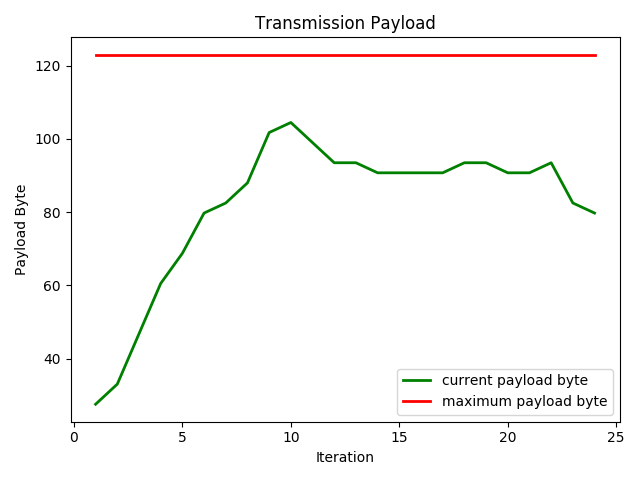 Transmission Payload
Payload Byte
120
100
80
60
40
current payload byte
maximum payload byte
0 5 10 15 20 25
Iteration